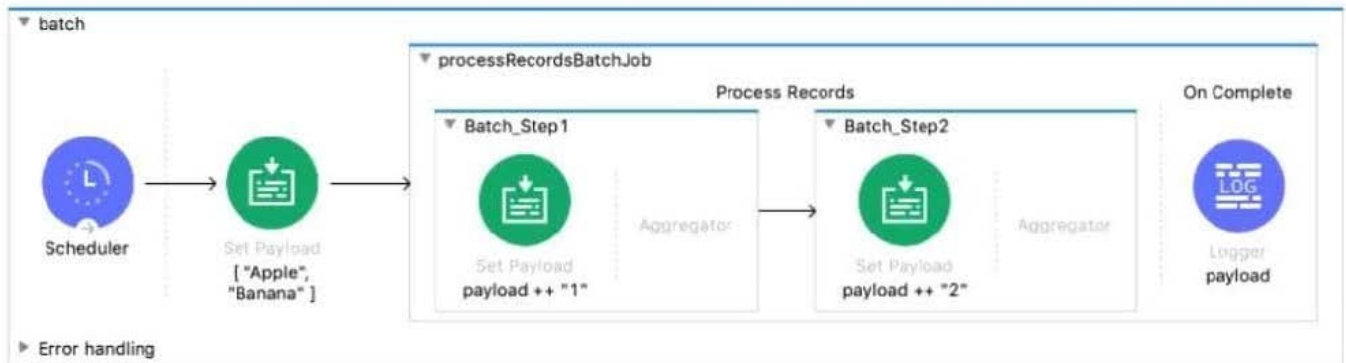 batch
processRecordsBatchJob
Process Records
On Complete
Batch_Step1
Batch_Step2
LOG
Aggregator
Aggregator
Scheduler
Set Payload
[ "Apple",
"Banana" ]
Set Payload
payload ++ "1"
Set Payload
payload ++ "2"
Logger
payload
Error handling